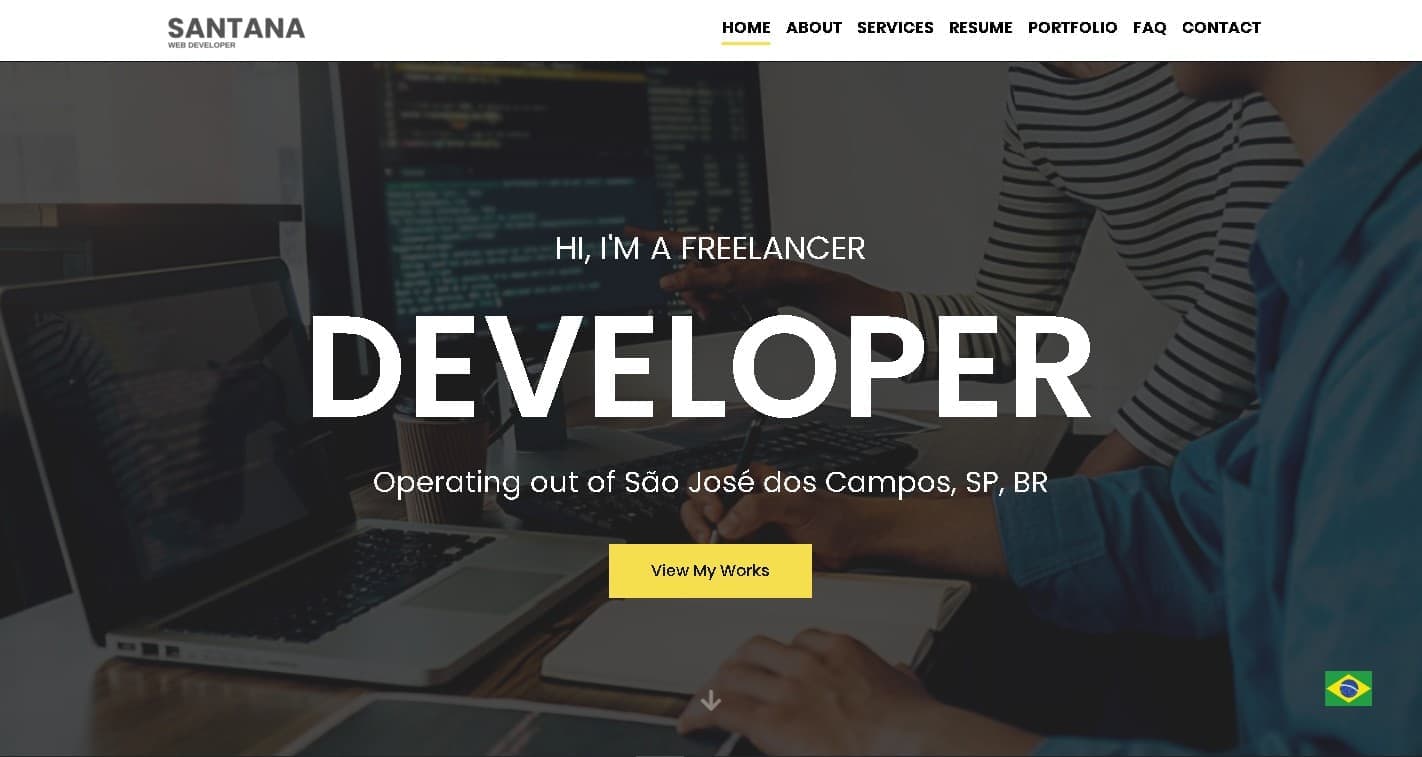 SANTANA
WEB DEVELOPER
HOME ABOUT SERVICES RESUME PORTFOLIO FAQ CONTACT
HI, I'M A FREELANCER
DEVELOPER
Operating out of São José dos Campos, SP, BR
View My Works